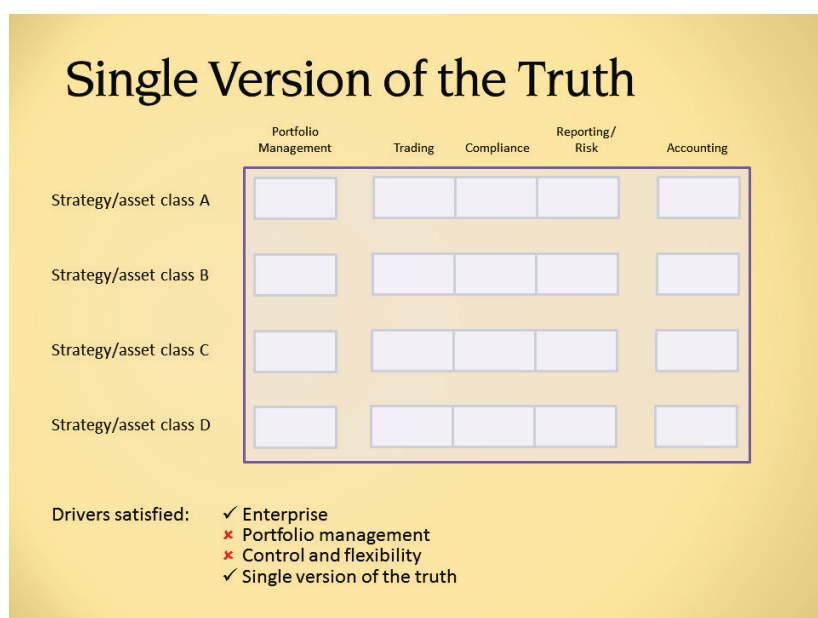 Single Version of the Truth
Portfolio
Management
Trading
Compliance
Reporting/
Risk
Accounting
Strategy/asset class A
Strategy/asset class B
Strategy/asset class C
Strategy/asset class D
Drivers satisfied:
✓ Enterprise
✘ Portfolio management
✘ Control and flexibility
✓ Single version of the truth